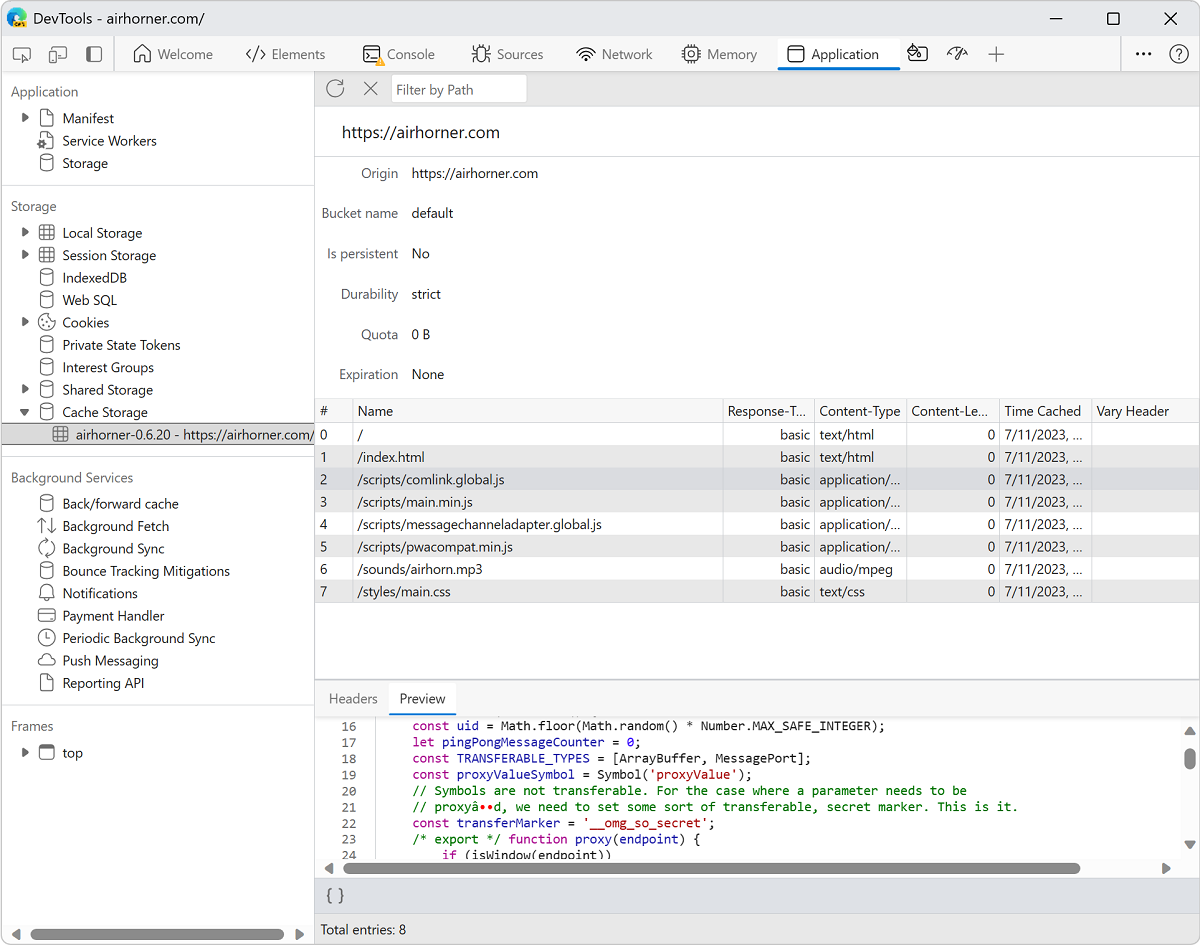 DevTools - airhorner.com/
Welcome
</> Elements
Console
Sources
Network
Memory
Application
Application
Manifest
Service Workers
Storage
Storage
Local Storage
Session Storage
IndexedDB
Web SQL
Cookies
Private State Tokens
Interest Groups
Shared Storage
Cache Storage
airhorner-0.6.20 - https://airhorner.com/
Background Services
Back/forward cache
Background Fetch
Background Sync
Bounce Tracking Mitigations
Notifications
Payment Handler
Periodic Background Sync
Push Messaging
Reporting API
Frames
top
Filter by Path
https://airhorner.com
Origin https://airhorner.com
Bucket name default
Is persistent No
Durability strict
Quota 0 B
Expiration None
# Name Response-T... Content-Type Content-Le... Time Cached Vary Header
0 / basic text/html 0 7/11/2023, ...
1 /index.html basic text/html 0 7/11/2023, ...
2 /scripts/comlink.global.js basic application/... 0 7/11/2023, ...
3 /scripts/main.min.js basic application/... 0 7/11/2023, ...
4 /scripts/messagechanneladapter.global.js basic application/... 0 7/11/2023, ...
5 /scripts/pwacompat.min.js basic application/... 0 7/11/2023, ...
6 /sounds/airhorn.mp3 basic audio/mpeg 0 7/11/2023, ...
7 /styles/main.css basic text/css 0 7/11/2023, ...
Headers Preview
16 const uid = Math.floor(Math.random() * Number.MAX_SAFE_INTEGER);
17 let pingPongMessageCounter = 0;
18 const TRANSFERABLE_TYPES = [ArrayBuffer, MessagePort];
19 const proxyValueSymbol = Symbol('proxyValue');
20 // Symbols are not transferable. For the case where a parameter needs to be
21 // proxyâ••d, we need to set some sort of transferable, secret marker. This is it.
22 const transferMarker = '__omg_so_secret';
23 /* export */ function proxy(endpoint) {
24 if (isWindow(endpoint))
{ }
Total entries: 8